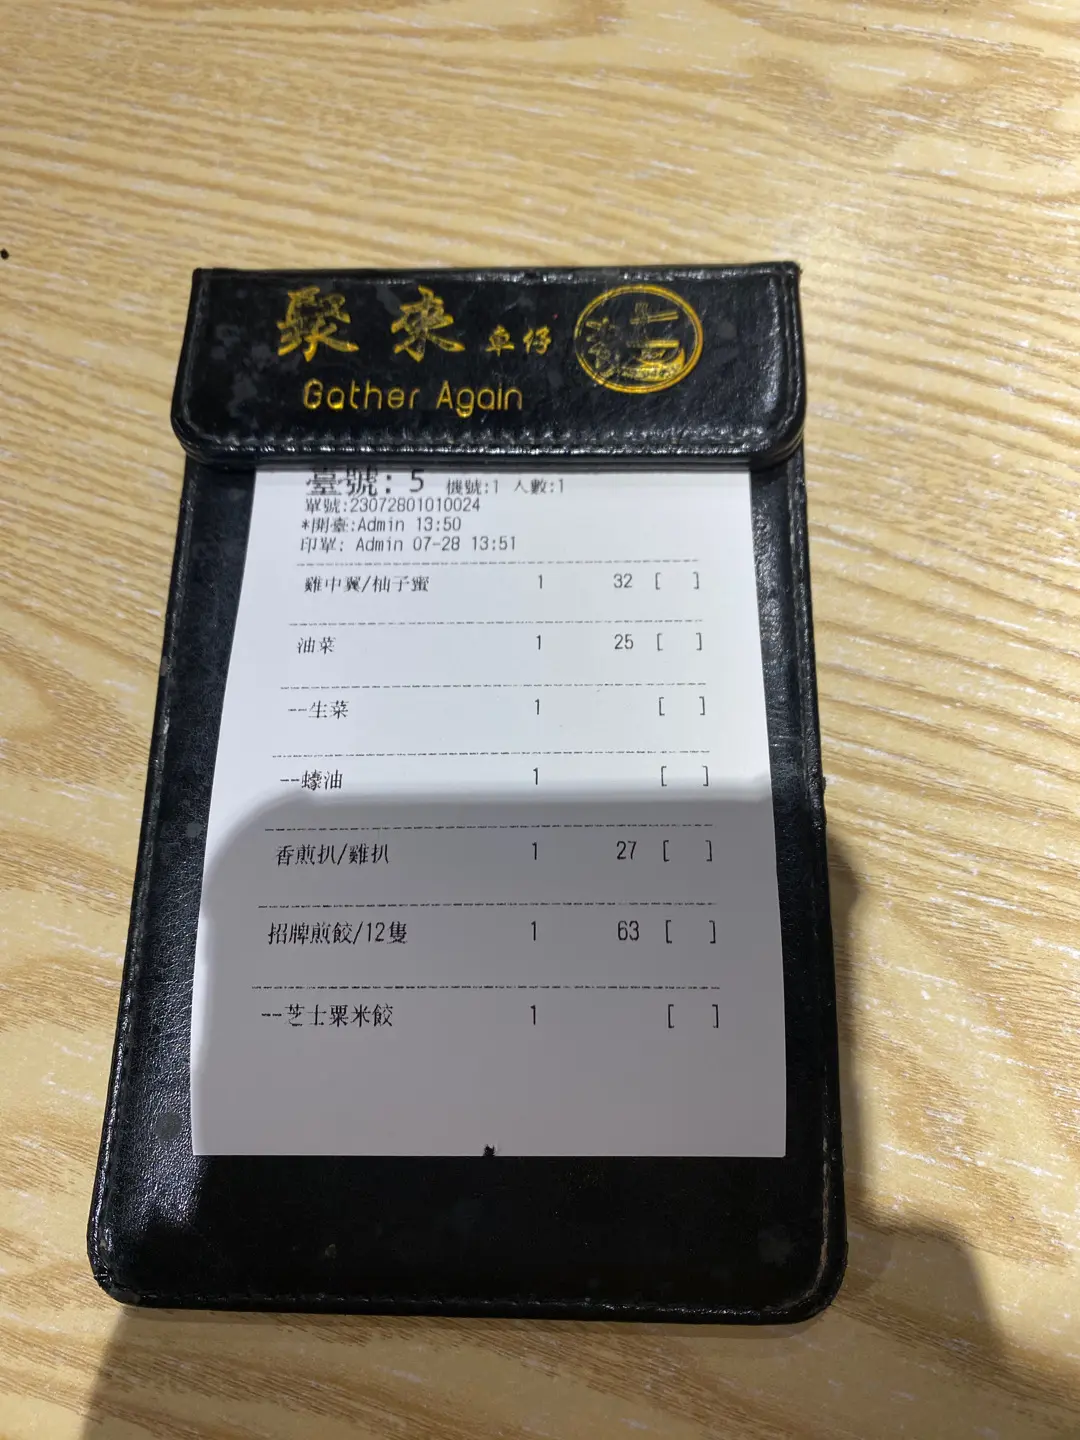 聚來車仔
Gather Again
臺號: 5 機號:1 人數:1
單號:23072801010024
*開臺:Admin 13:50
印單: Admin 07-28 13:51
雞中翼/柚子蜜 1 32 [ ]
油菜 1 25 [ ]
--生菜 1 [ ]
--蠔油 1 [ ]
香煎扒/雞扒 1 27 [ ]
招牌煎餃/12隻 1 63 [ ]
--芝士粟米餃 1 [ ]